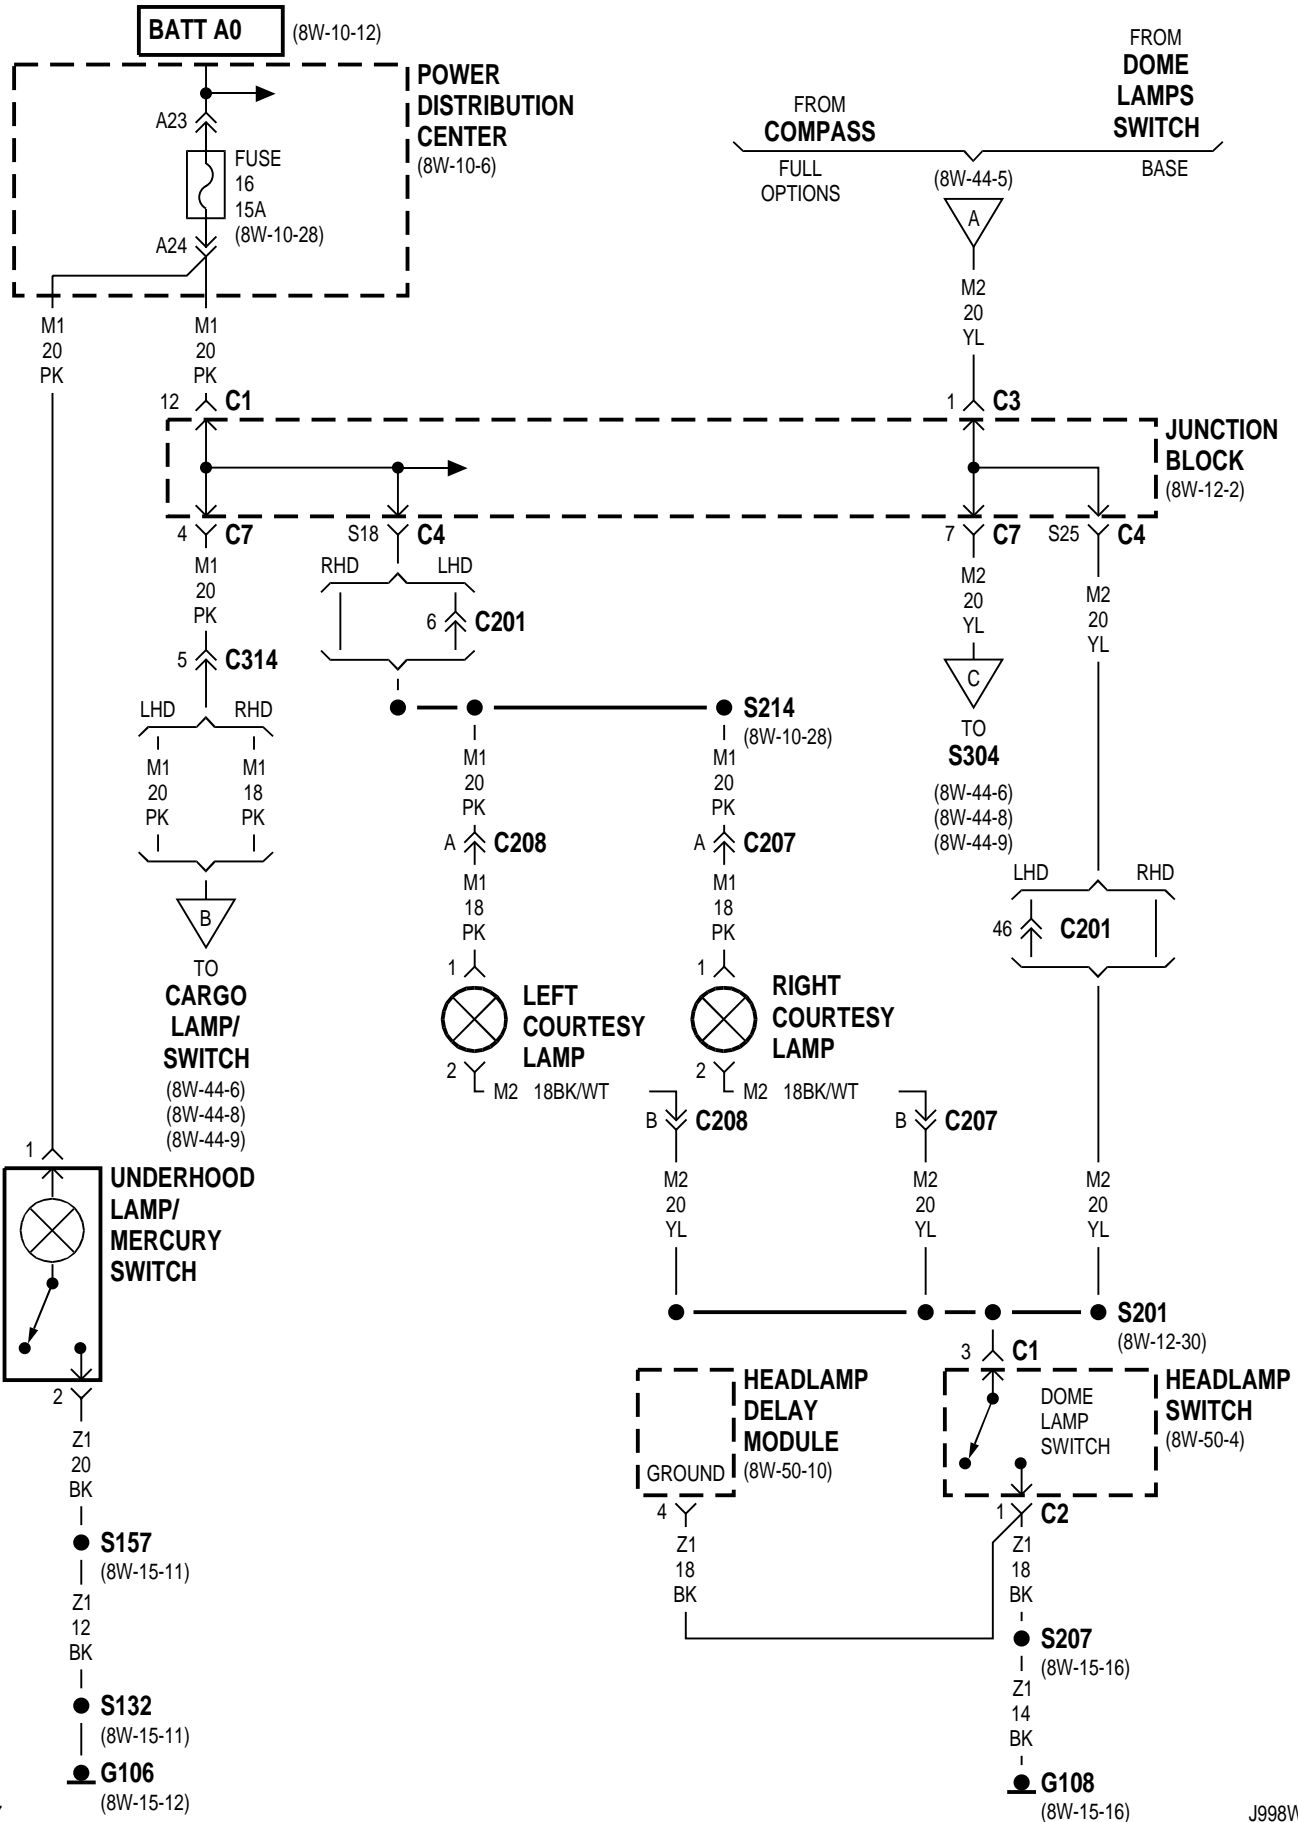 BATT A0
(8W-10-12)
POWER
DISTRIBUTION
CENTER
(8W-10-6)
A23
FUSE
16
15A
(8W-10-28)
A24
FROM
COMPASS
FULL
OPTIONS
FROM
DOME
LAMPS
SWITCH
BASE
(8W-44-5)
A
M2
20
YL
M1
20
PK
M1
20
PK
12
C1
1
C3
JUNCTION
BLOCK
(8W-12-2)
4
C7
S18
C4
7
C7
S25
C4
M1
20
PK
RHD
LHD
6
C201
M2
20
YL
M2
20
YL
5
C314
LHD
RHD
M1
20
PK
M1
18
PK
B
TO
CARGO
LAMP/
SWITCH
(8W-44-6)
(8W-44-8)
(8W-44-9)
S214
(8W-10-28)
M1
20
PK
M1
20
PK
A
C208
A
C207
M1
18
PK
M1
18
PK
C
TO
S304
(8W-44-6)
(8W-44-8)
(8W-44-9)
LHD
RHD
46
C201
1
LEFT
COURTESY
LAMP
2
M2 18BK/WT
1
RIGHT
COURTESY
LAMP
2
M2 18BK/WT
B
C208
B
C207
M2
20
YL
M2
20
YL
M2
20
YL
1
UNDERHOOD
LAMP/
MERCURY
SWITCH
2
S201
(8W-12-30)
3
C1
HEADLAMP
DELAY
MODULE
(8W-50-10)
GROUND
DOME
LAMP
SWITCH
HEADLAMP
SWITCH
(8W-50-4)
4
1
C2
Z1
20
BK
Z1
18
BK
Z1
18
BK
S157
(8W-15-11)
Z1
12
BK
S132
(8W-15-11)
G106
(8W-15-12)
S207
(8W-15-16)
Z1
14
BK
G108
(8W-15-16)
J998W